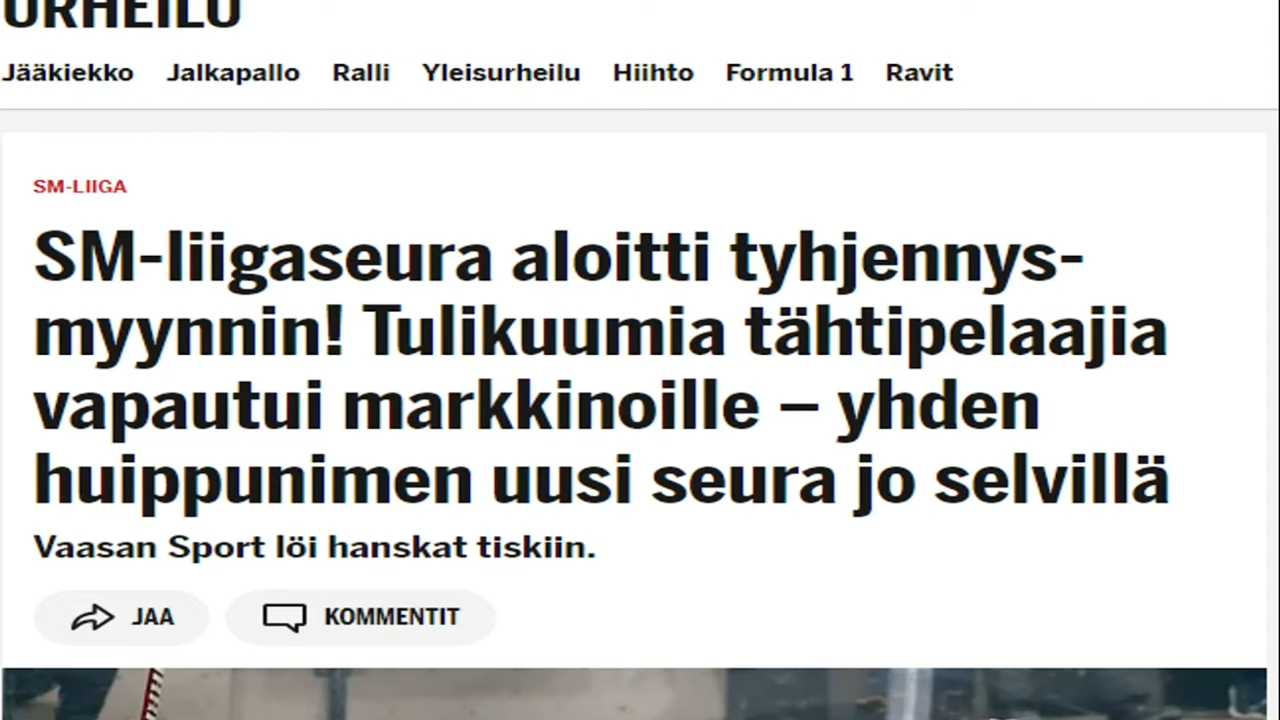 URHEILU
Jääkiekko Jalkapallo Ralli Yleisurheilu Hiihto Formula 1 Ravit
SM-LIIGA
SM-liigaseura aloitti tyhjennys-
myynnin! Tulikuumia tähtipelaajia
vapautui markkinoille – yhden
huippunimen uusi seura jo selvillä
Vaasan Sport löi hanskat tiskiin.
JAA KOMMENTIT